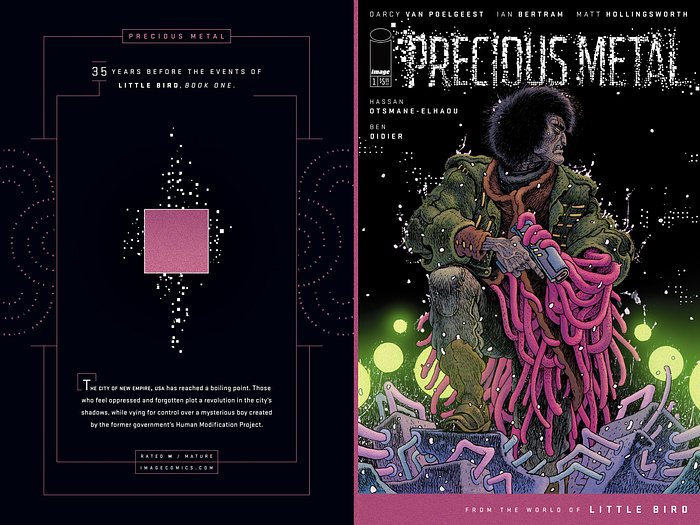 PRECIOUS METAL
35 YEARS BEFORE THE EVENTS OF
LITTLE BIRD, BOOK ONE.
THE CITY OF NEW EMPIRE, USA has reached a boiling point. Those
who feel oppressed and forgotten plot a revolution in the city's
shadows, while vying for control over a mysterious boy created
by the former government's Human Modification Project.
RATED M / MATURE
IMAGECOMICS.COM
DARCY VAN POELGEEST IAN BERTRAM MATT HOLLINGSWORTH
PRECIOUS METAL
image
1
HASSAN
OTSMANE-ELHAOU
BEN
DIDIER
FROM THE WORLD OF LITTLE BIRD